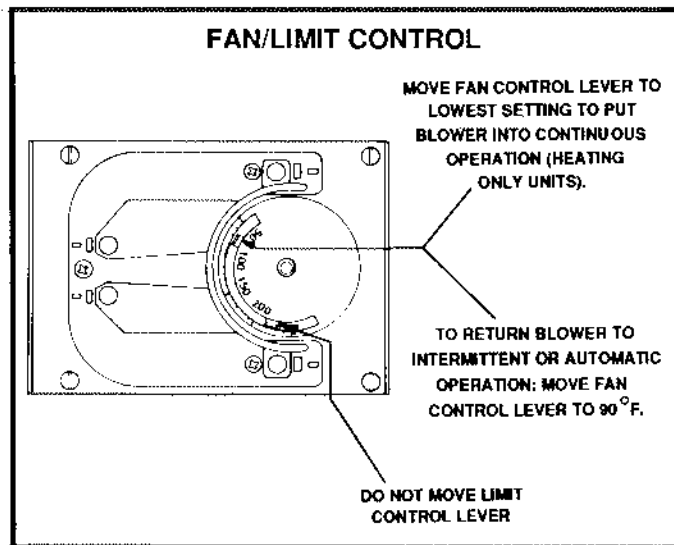 FAN/LIMIT CONTROL
MOVE FAN CONTROL LEVER TO
LOWEST SETTING TO PUT
BLOWER INTO CONTINUOUS
OPERATION (HEATING
ONLY UNITS).
50
100
150
200
TO RETURN BLOWER TO
INTERMITTENT OR AUTOMATIC
OPERATION: MOVE FAN
CONTROL LEVER TO 90°F.
DO NOT MOVE LIMIT
CONTROL LEVER